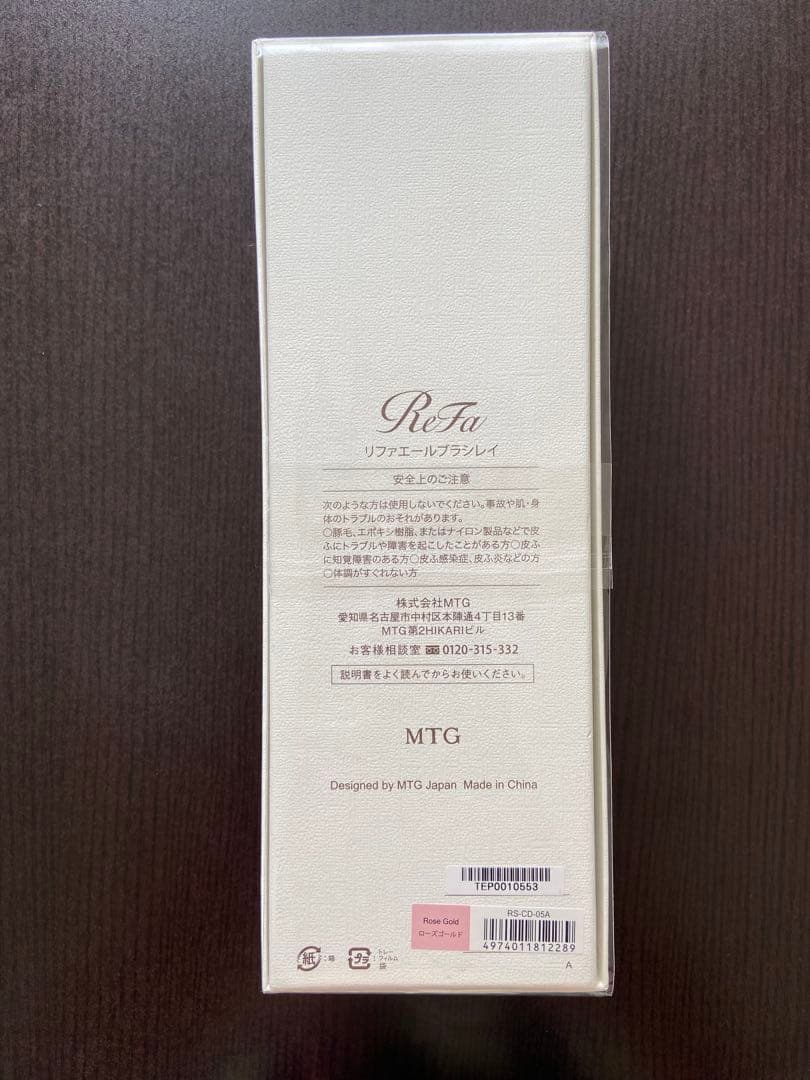 ReFa
リファエールブラシレイ
安全上のご注意
次のような方は使用しないでください。事故や肌・身
体のトラブルのおそれがあります。
○豚毛、エポキシ樹脂、またはナイロン製品などで皮
ふにトラブルや障害を起こしたことがある方○皮ふ
に知覚障害のある方○皮ふ感染症、皮ふ炎などの方
○体調がすぐれない方
株式会社MTG
愛知県名古屋市中村区本陣通4丁目13番
MTG第2HIKARIビル
お客様相談室 0120-315-332
説明書をよく読んでからお使いください。
MTG
Designed by MTG Japan Made in China
TEP0010553
RS-CD-05A
Rose Gold
ローズゴールド
4974011812289
紙 : 箱
プラ : トレー
フィルム
袋
A